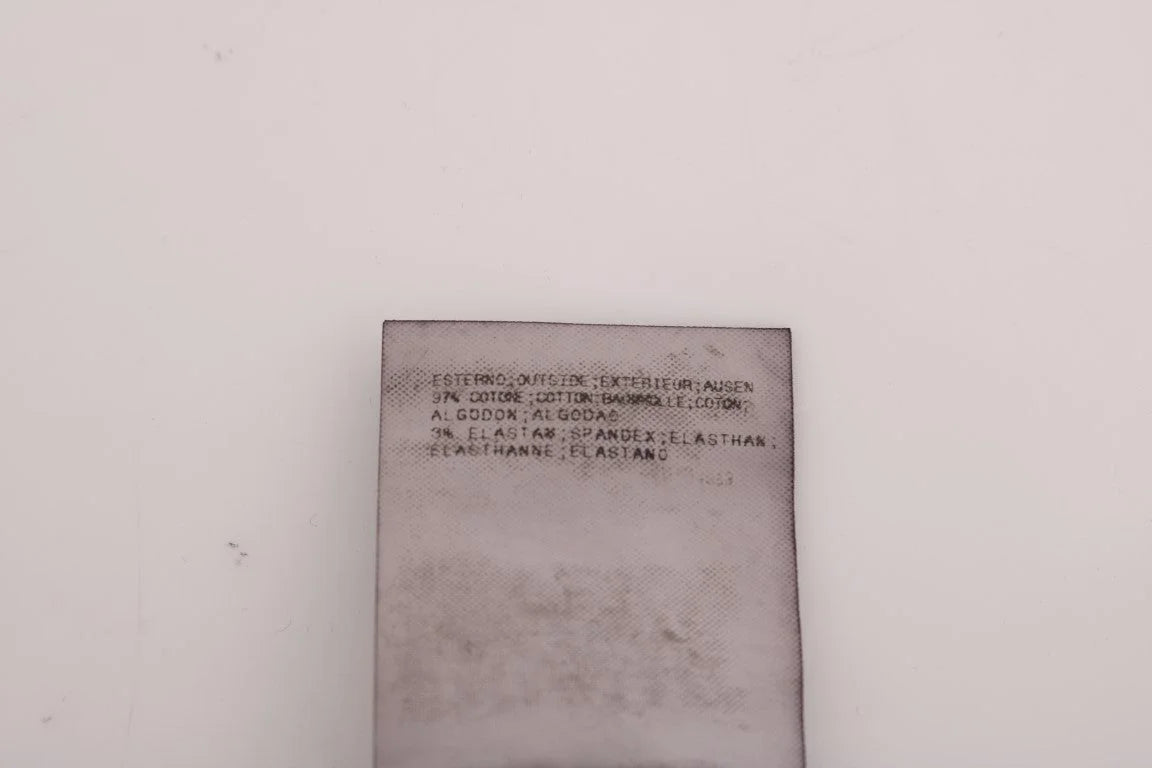 ESTERNO;OUTSIDE;EXTERIEUR;AUSEN
97% COTONE;COTTON;BAUMWOLLE;COTON;
ALGODON;ALGODAO
3% ELASTAN;SPANDEX;ELASTHAN;
ELASTHANNE;ELASTANO